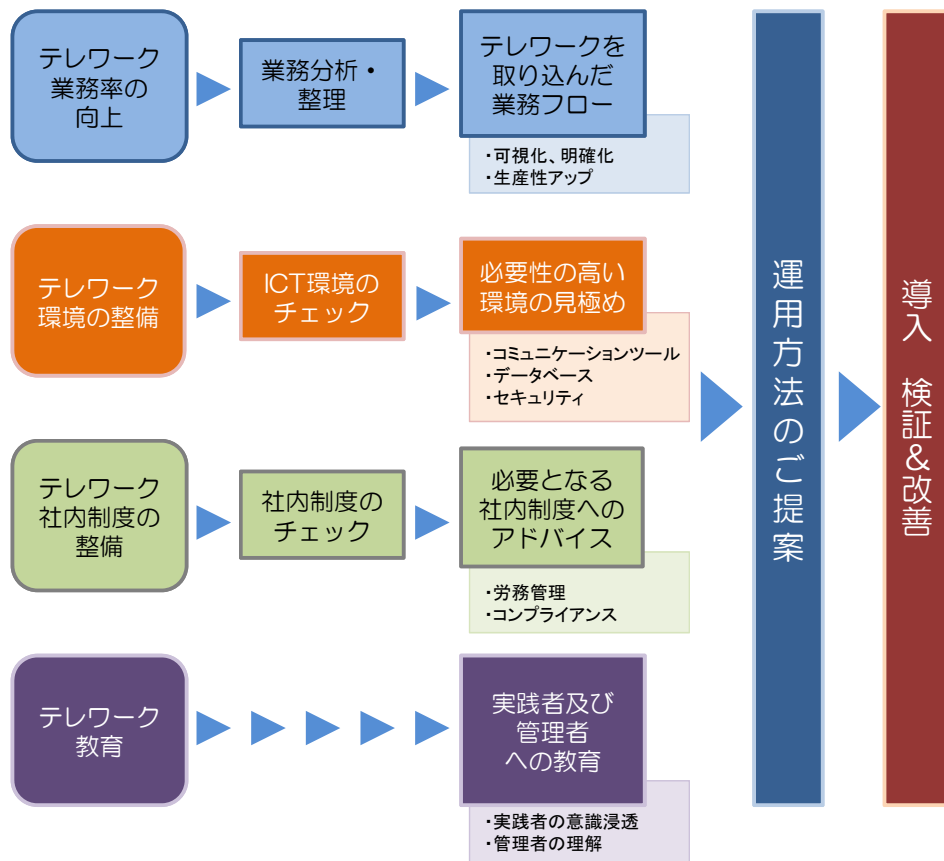 テレワーク
業務率の
向上
業務分析・
整理
テレワークを
取り込んだ
業務フロー
・可視化、明確化
・生産性アップ
テレワーク
環境の整備
ICT環境の
チェック
必要性の高い
環境の見極め
・コミュニケーションツール
・データベース
・セキュリティ
テレワーク
社内制度の
整備
社内制度の
チェック
必要となる
社内制度への
アドバイス
・労務管理
・コンプライアンス
テレワーク
教育
実践者及び
管理者
への教育
・実践者の意識浸透
・管理者の理解
運用方法のご提案
導入　検証&改善